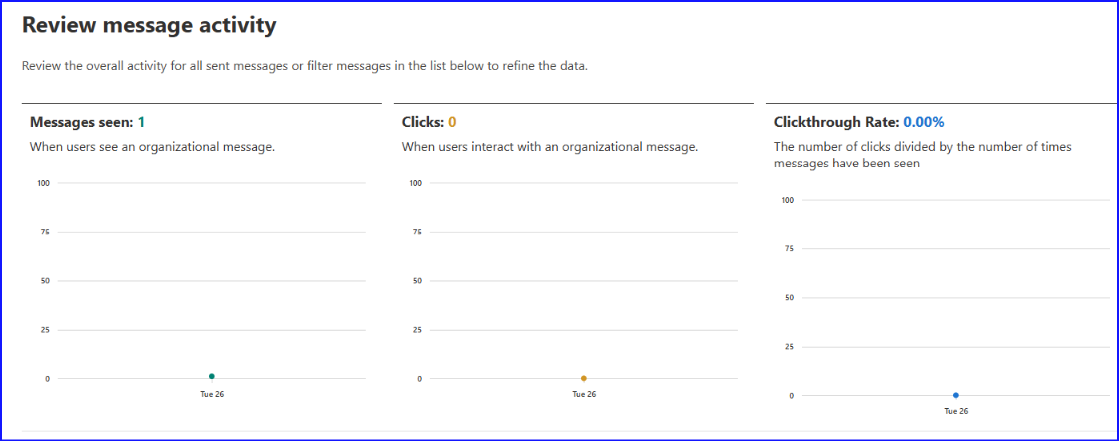 Review message activity
Review the overall activity for all sent messages or filter messages in the list below to refine the data.
Messages seen: 1
When users see an organizational message.
100
75
50
25
0
Tue 26
Clicks: 0
When users interact with an organizational message.
100
75
50
25
0
Tue 26
Clickthrough Rate: 0.00%
The number of clicks divided by the number of times
messages have been seen
100
75
50
25
0
Tue 26